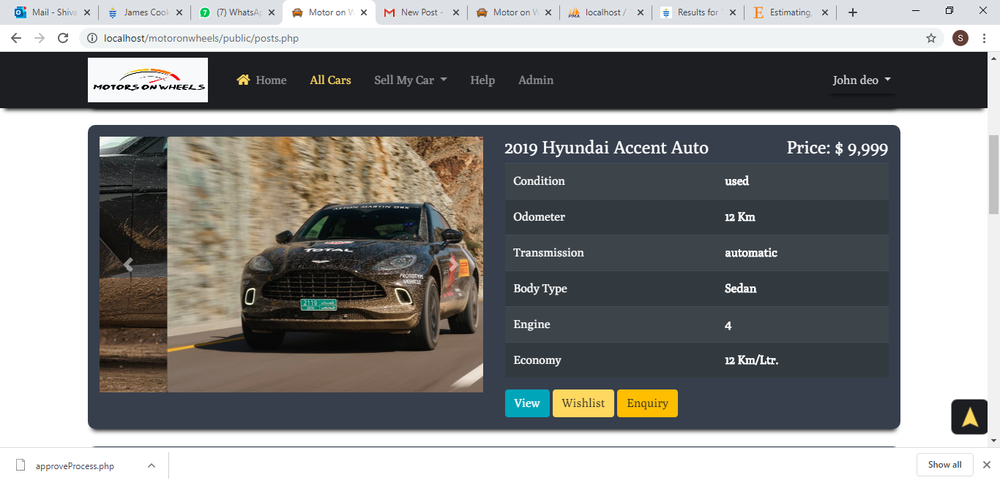 Mail - Shiva
James Cook
(7) WhatsAp
Motor on W
New Post -
Motor on W
localhost /
Results for
Estimating,
localhost/motoronwheels/public/posts.php
S
MOTORS ON WHEELS
Home
All Cars
Sell My Car
Help
Admin
John deo
2019 Hyundai Accent Auto
Price: $ 9,999
Condition
used
Odometer
12 Km
Transmission
automatic
Body Type
Sedan
Engine
4
Economy
12 Km/Ltr.
View
Wishlist
Enquiry
ASTON MARTIN DBX
TOTAL
PROTOTYPE
VEHICLE
2119
approveProcess.php
Show all